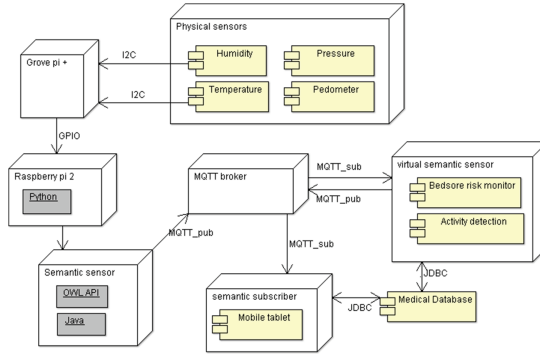 Physical sensors
Humidity
Pressure
I2C
Grove pi +
Temperature
Pedometer
I2C
GPIO
Raspberry pi 2
Python
MQTT broker
MQTT_sub
MQTT_pub
virtual semantic sensor
Bedsore risk monitor
Activity detection
MQTT_pub
MQTT_sub
Semantic sensor
OWL API
Java
JDBC
semantic subscriber
Mobile tablet
JDBC
Medical Database